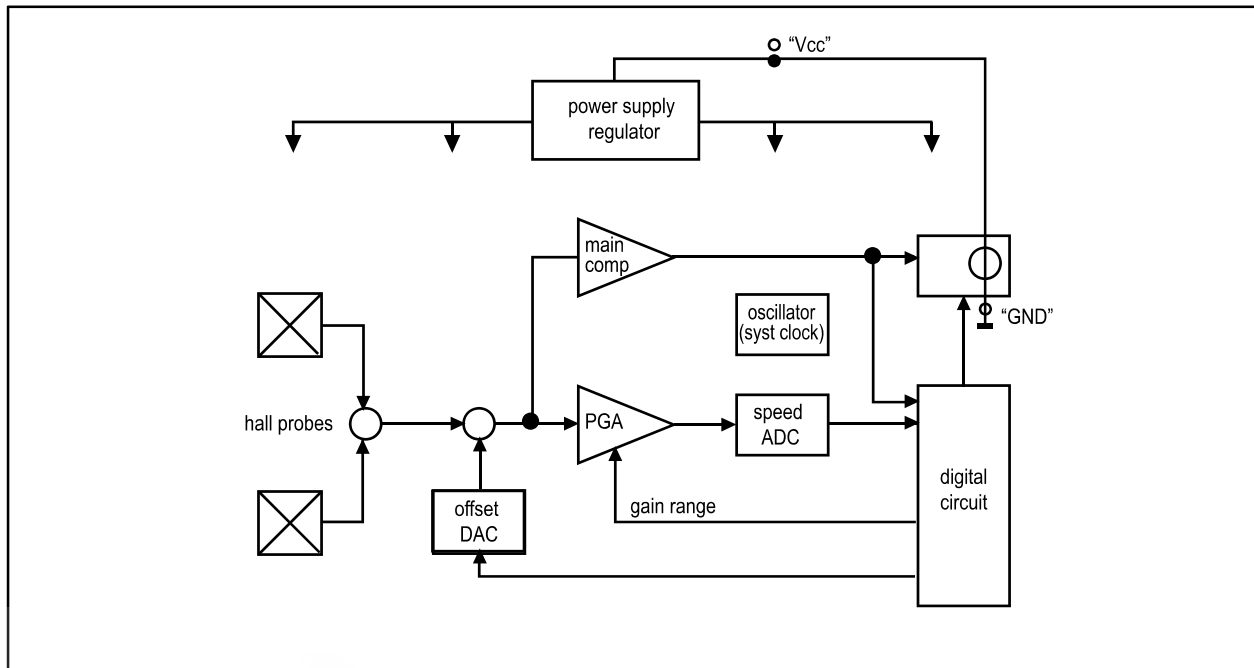 “Vcc”
power supply
regulator
main
comp
oscillator
(syst clock)
“GND”
hall probes
PGA
speed
ADC
digital
circuit
offset
DAC
gain range